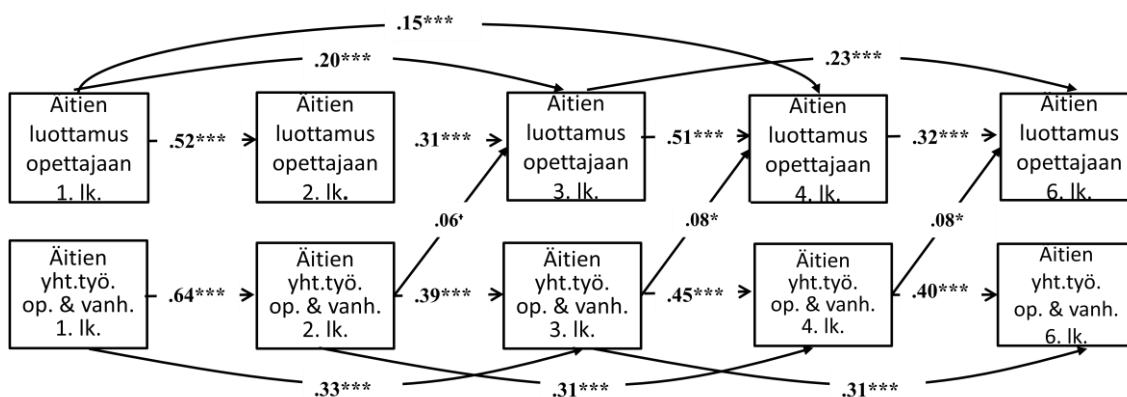 .15***
.20***
.23***
Äitien
luottamus
opettajaan
1. lk.
.52***
Äitien
luottamus
opettajaan
2. lk.
.31***
Äitien
luottamus
opettajaan
3. lk.
.51***
Äitien
luottamus
opettajaan
4. lk.
.32***
Äitien
luottamus
opettajaan
6. lk.
.06⁺
.08*
.08*
Äitien
yht.työ.
op. & vanh.
1. lk.
.64***
Äitien
yht.työ.
op. & vanh.
2. lk.
.39***
Äitien
yht.työ.
op. & vanh.
3. lk.
.45***
Äitien
yht.työ.
op. & vanh.
4. lk.
.40***
Äitien
yht.työ.
op. & vanh.
6. lk.
.33***
.31***
.31***